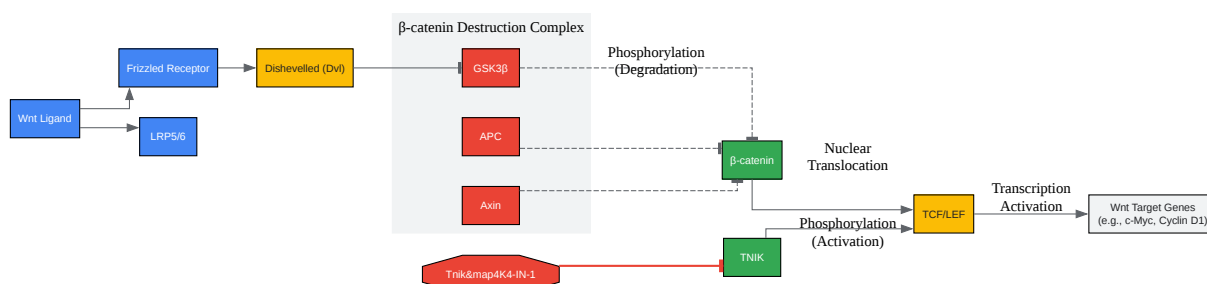 β-catenin Destruction Complex
Frizzled Receptor
Dishevelled (Dvl)
GSK3β
Phosphorylation
(Degradation)
Wnt Ligand
LRP5/6
APC
β-catenin
Nuclear
Translocation
Axin
TCF/LEF
Transcription
Activation
Wnt Target Genes
(e.g., c-Myc, Cyclin D1)
Phosphorylation
(Activation)
TNIK
Tnik&map4K4-IN-1